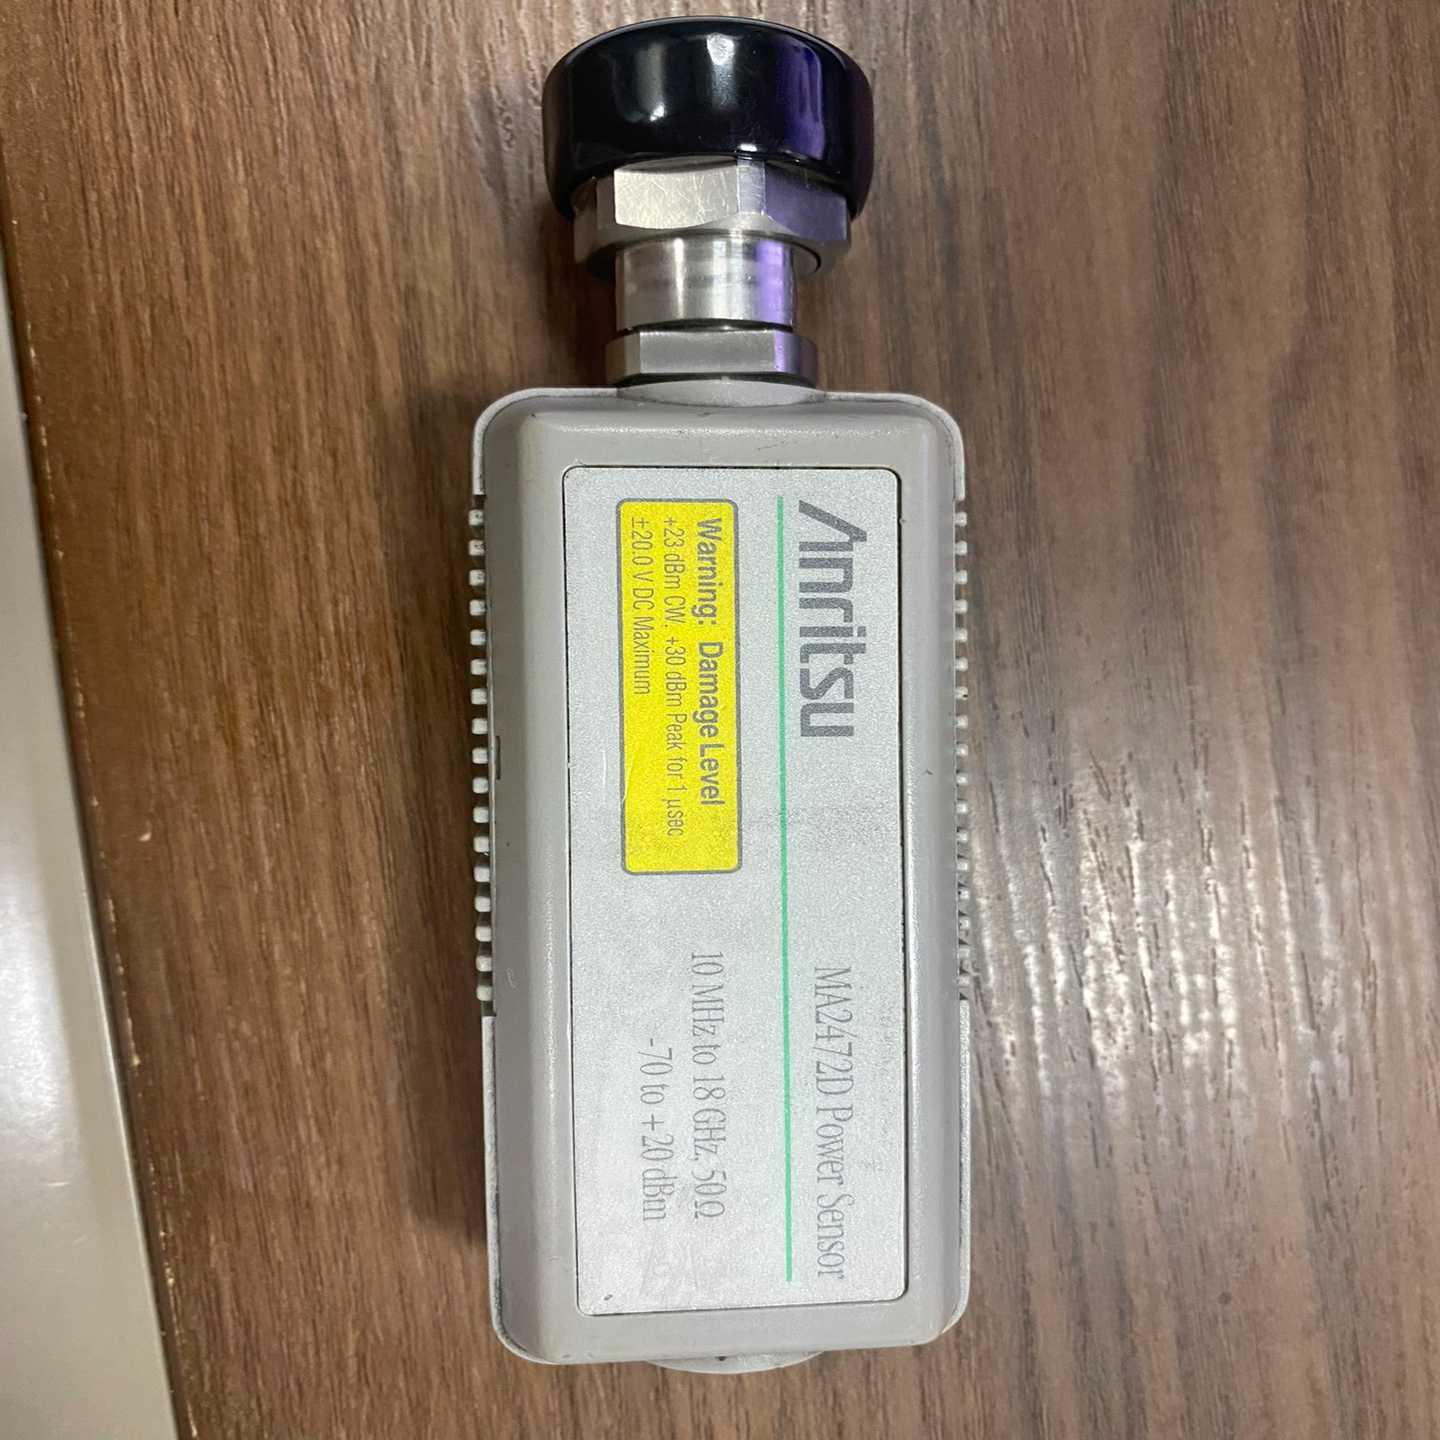 Anritsu
MA2472D Power Sensor
Warning: Damage Level
+23 dBm CW. +30 dBm Peak for 1 µsec
±20.0 V DC Maximum
10 MHz to 18 GHz, 50Ω
-70 to +20 dBm